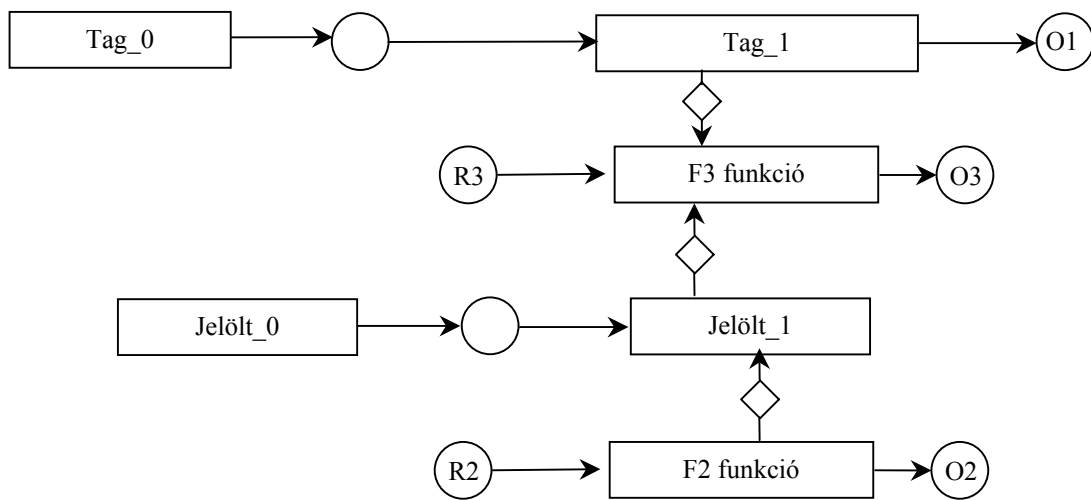 Tag_0
Tag_1
O1
R3
F3 funkció
O3
Jelölt_0
Jelölt_1
R2
F2 funkció
O2